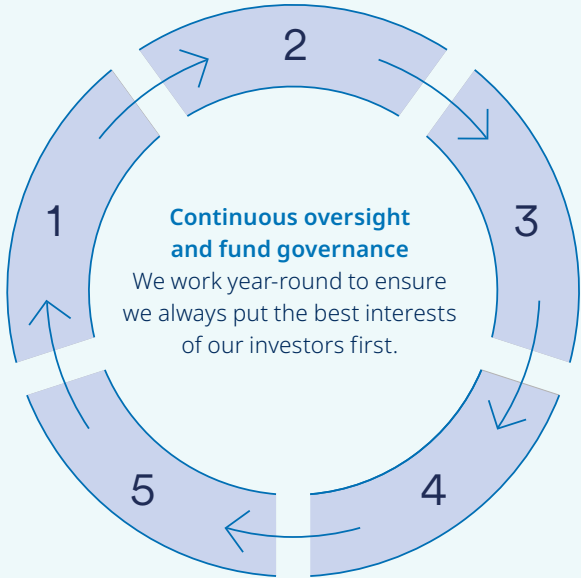 2
1
3
Continuous oversight
and fund governance
We work year-round to ensure
we always put the best interests
of our investors first.
5
4